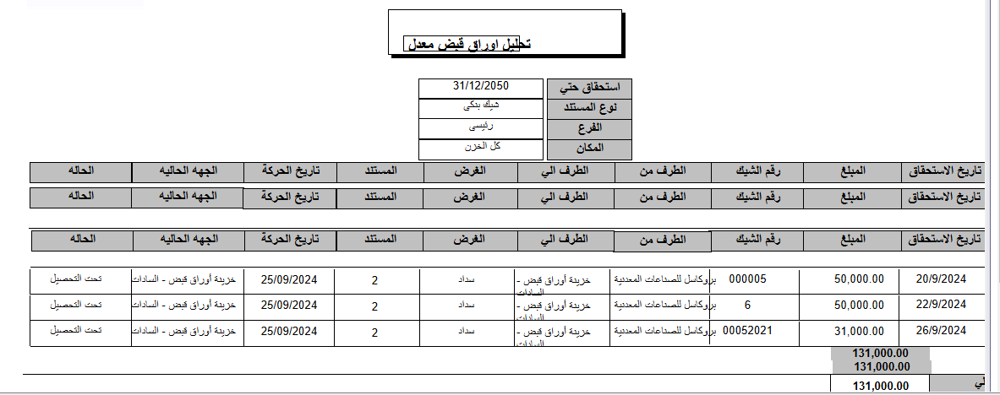 تحليل اوراق قبض معدل
استحقاق حتي 31/12/2050
نوع المستند شيك بنكى
الفرع رئيسى
المكان كل الخزن
تاريخ الاستحقاق المبلغ رقم الشيك الطرف من الطرف الي الغرض المستند تاريخ الحركة الجهه الحاليه الحاله
تاريخ الاستحقاق المبلغ رقم الشيك الطرف من الطرف الي الغرض المستند تاريخ الحركة الجهه الحاليه الحاله
تاريخ الاستحقاق المبلغ رقم الشيك الطرف من الطرف الي الغرض المستند تاريخ الحركة الجهه الحاليه الحاله
20/9/2024 50,000.00 000005 بروكاسل للصناعات المعدنية خزينة أوراق قبض - السادات سداد 2 25/09/2024 خزينة أوراق قبض - السادات تحت التحصيل
22/9/2024 50,000.00 6 بروكاسل للصناعات المعدنية خزينة أوراق قبض - السادات سداد 2 25/09/2024 خزينة أوراق قبض - السادات تحت التحصيل
26/9/2024 31,000.00 00052021 بروكاسل للصناعات المعدنية خزينة أوراق قبض - السادات سداد 2 25/09/2024 خزينة أوراق قبض - السادات تحت التحصيل
131,000.00
131,000.00
131,000.00